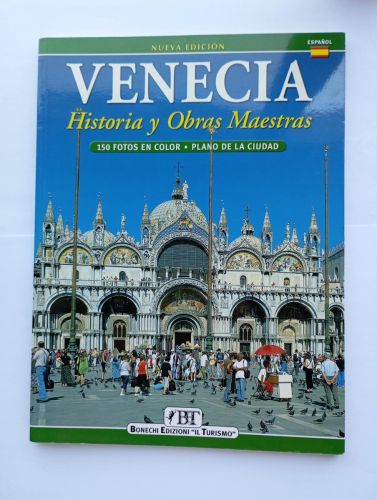 NUEVA EDICIÓN
ESPAÑOL
VENECIA
Historia y Obras Maestras
150 FOTOS EN COLOR • PLANO DE LA CIUDAD
BT
BONECHI EDIZIONI "IL TURISMO"